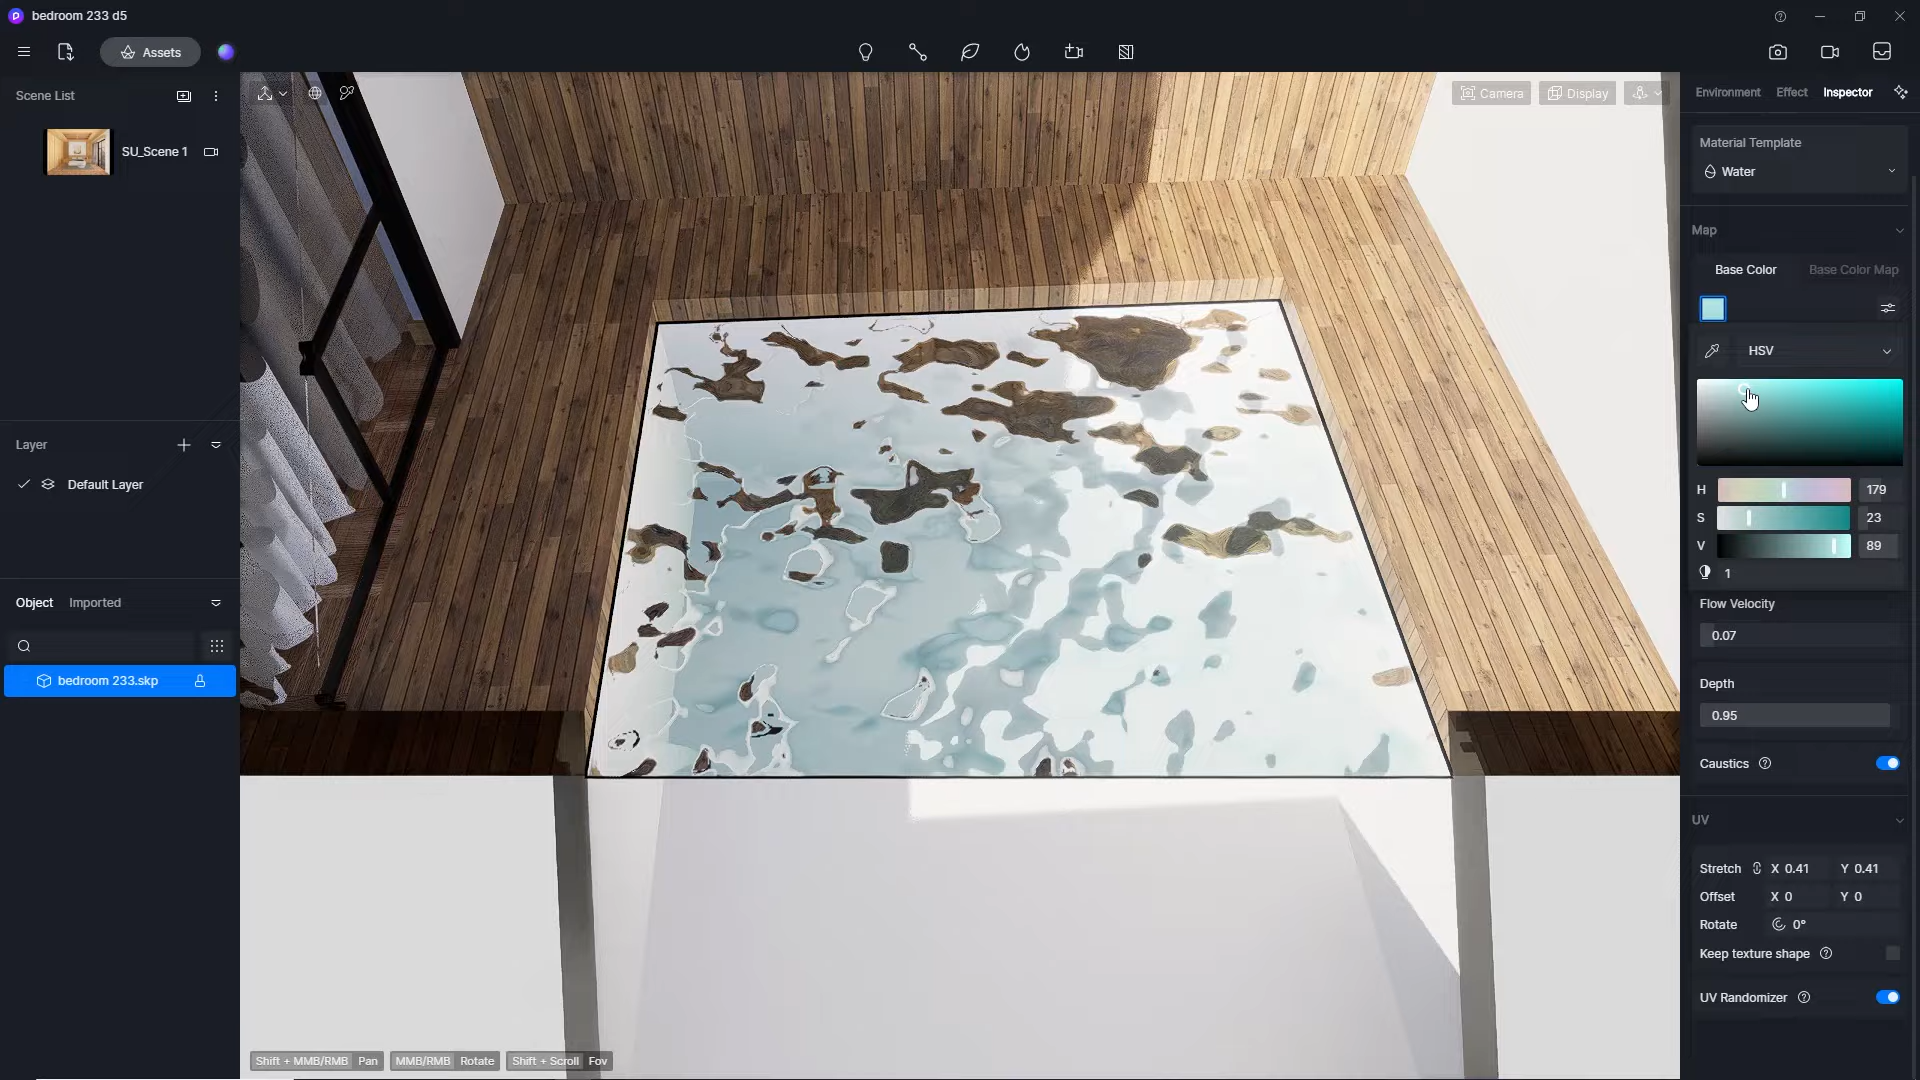 bedroom 233 d5
Assets
Scene List
SU_Scene 1
Camera
Display
Environment
Effect
Inspector
Material Template
Water
Map
Base Color
Base Color Map
HSV
H
179
S
23
V
89
1
Flow Velocity
0.07
Depth
0.95
Caustics
UV
Stretch X 0.41 Y 0.41
Offset X 0 Y 0
Rotate 0°
Keep texture shape
UV Randomizer
Layer
Default Layer
Object
Imported
bedroom 233.skp
Shift + MMB/RMB Pan MMB/RMB Rotate Shift + Scroll Fov